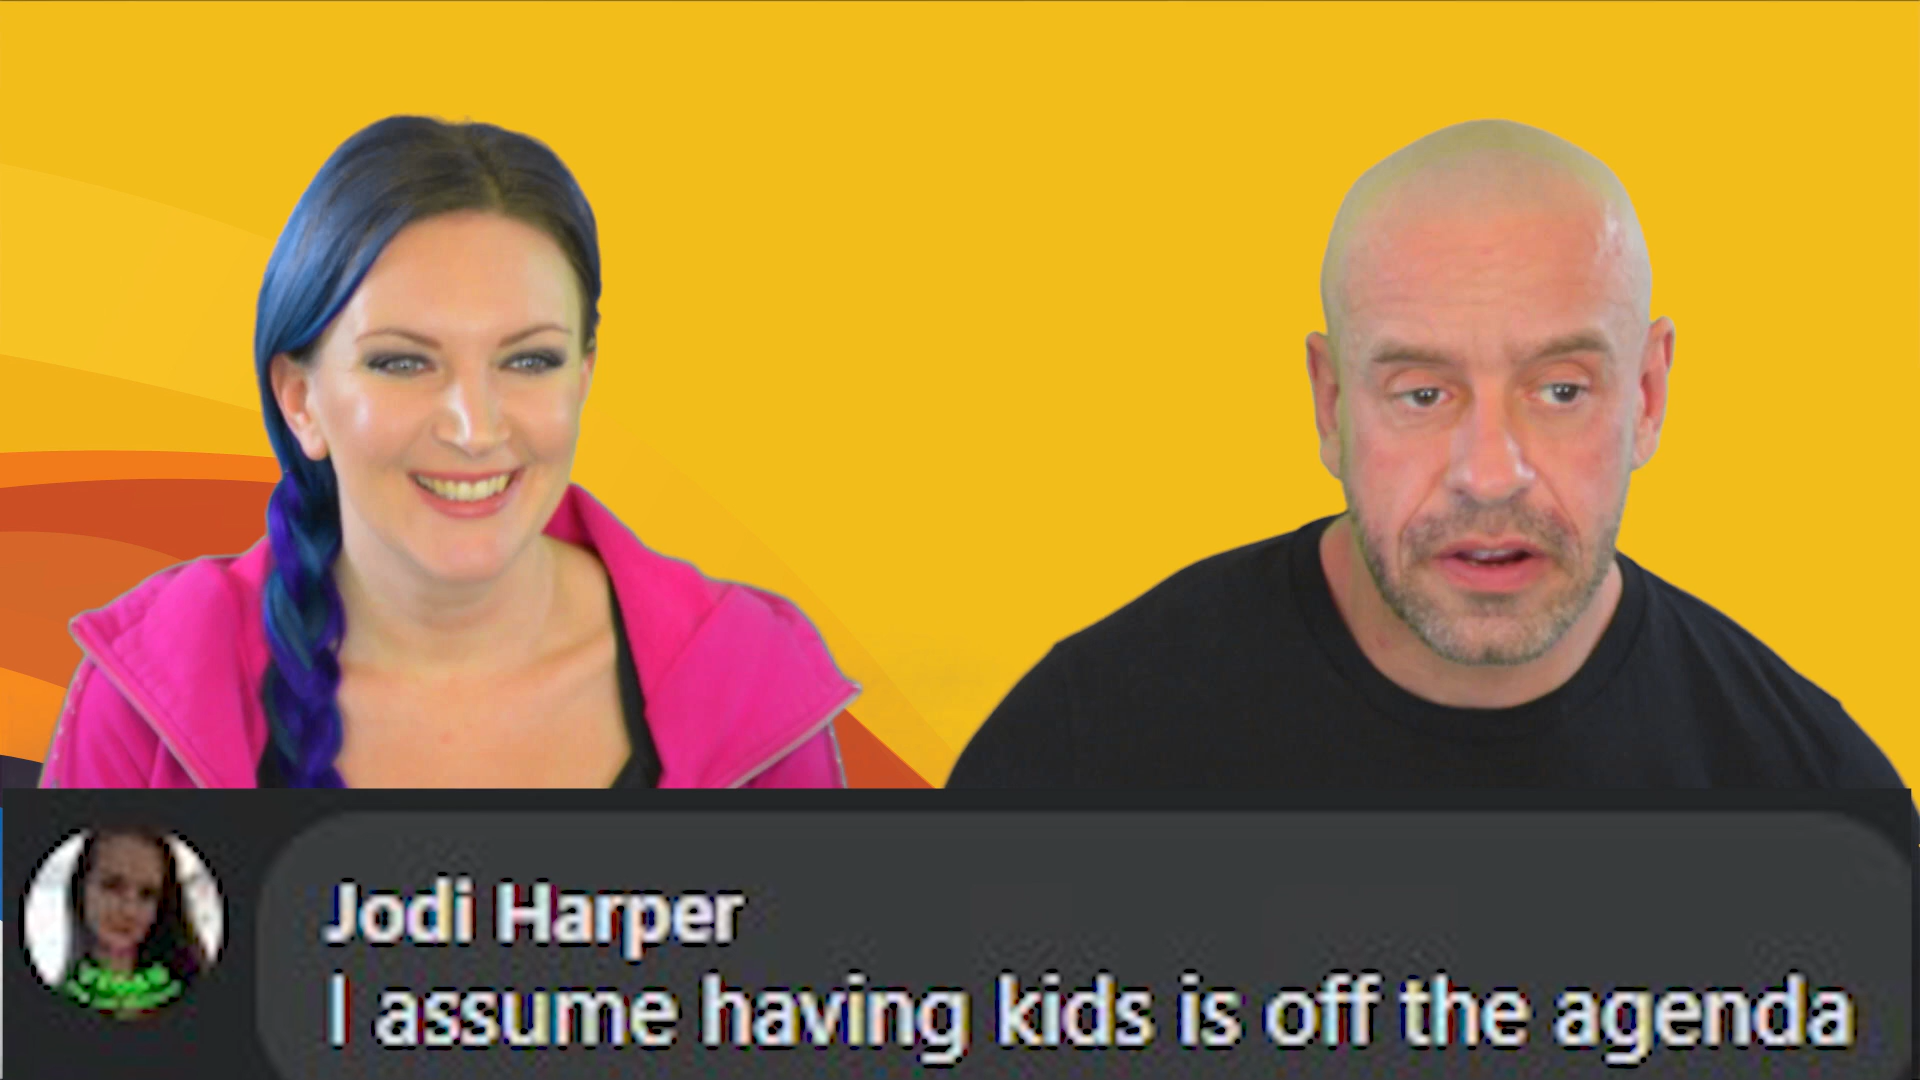 Jodi Harper
I assume having kids is off the agenda